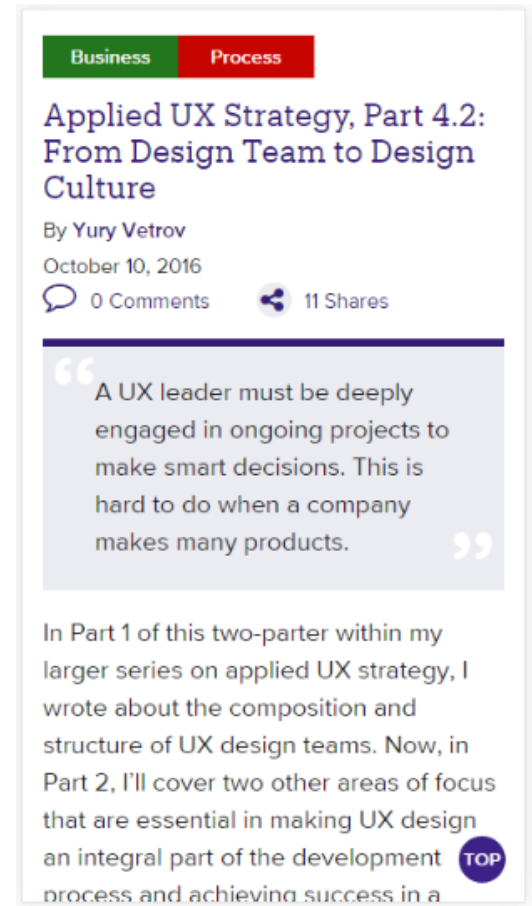 Business Process
Applied UX Strategy, Part 4.2:
From Design Team to Design
Culture
By Yury Vetrov
October 10, 2016
0 Comments 11 Shares
“
A UX leader must be deeply
engaged in ongoing projects to
make smart decisions. This is
hard to do when a company
makes many products.
”
In Part 1 of this two-parter within my
larger series on applied UX strategy, I
wrote about the composition and
structure of UX design teams. Now, in
Part 2, I’ll cover two other areas of focus
that are essential in making UX design
an integral part of the development
TOP
process and achieving success in a